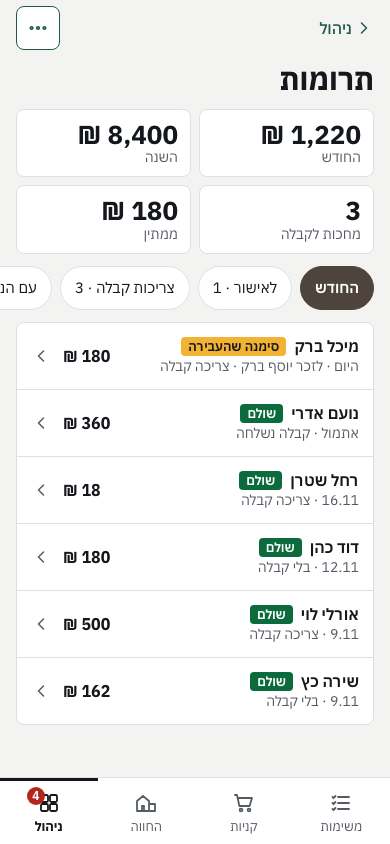 ניהול
תרומות
1,220 ₪
החודש
8,400 ₪
השנה
3
מחכות לקבלה
180 ₪
ממתין
החודש
לאישור · 1
צריכות קבלה · 3
מיכל ברק סימנה שהעבירה
היום · לזכר יוסף ברק · צריכה קבלה
180 ₪
נועם אדרי שולם
אתמול · קבלה נשלחה
360 ₪
רחל שטרן שולם
16.11 · צריכה קבלה
18 ₪
דוד כהן שולם
12.11 · בלי קבלה
180 ₪
אורלי לוי שולם
9.11 · צריכה קבלה
500 ₪
שירה כץ שולם
9.11 · בלי קבלה
162 ₪
משימות
קניות
החווה
4
ניהול